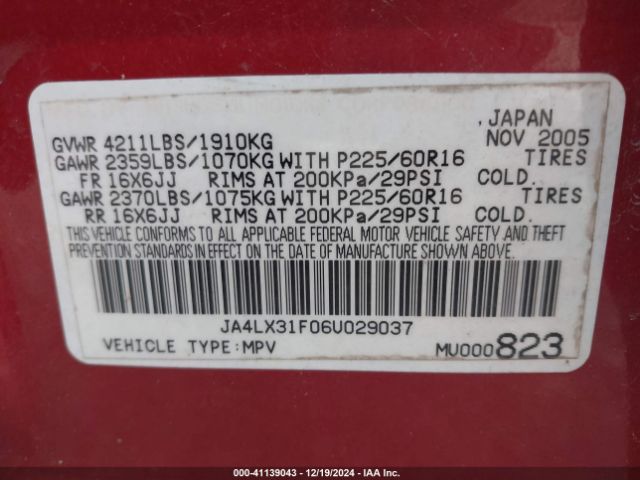 , JAPAN
GVWR 4211LBS/1910KG NOV 2005
GAWR 2359LBS/1070KG WITH P225/60R16 TIRES
FR 16X6JJ RIMS AT 200KPa/29PSI COLD.
GAWR 2370LBS/1075KG WITH P225/60R16 TIRES
RR 16X6JJ RIMS AT 200KPa/29PSI COLD.
THIS VEHICLE CONFORMS TO ALL APPLICABLE FEDERAL MOTOR VEHICLE SAFETY AND THEFT
PREVENTION STANDARDS IN EFFECT ON THE DATE OF MANUFACTURE SHOWN ABOVE.
JA4LX31F06U029037
VEHICLE TYPE:MPV MU000823
© - 41139043 - 12/19/2024 - IAA Holdings, LLC